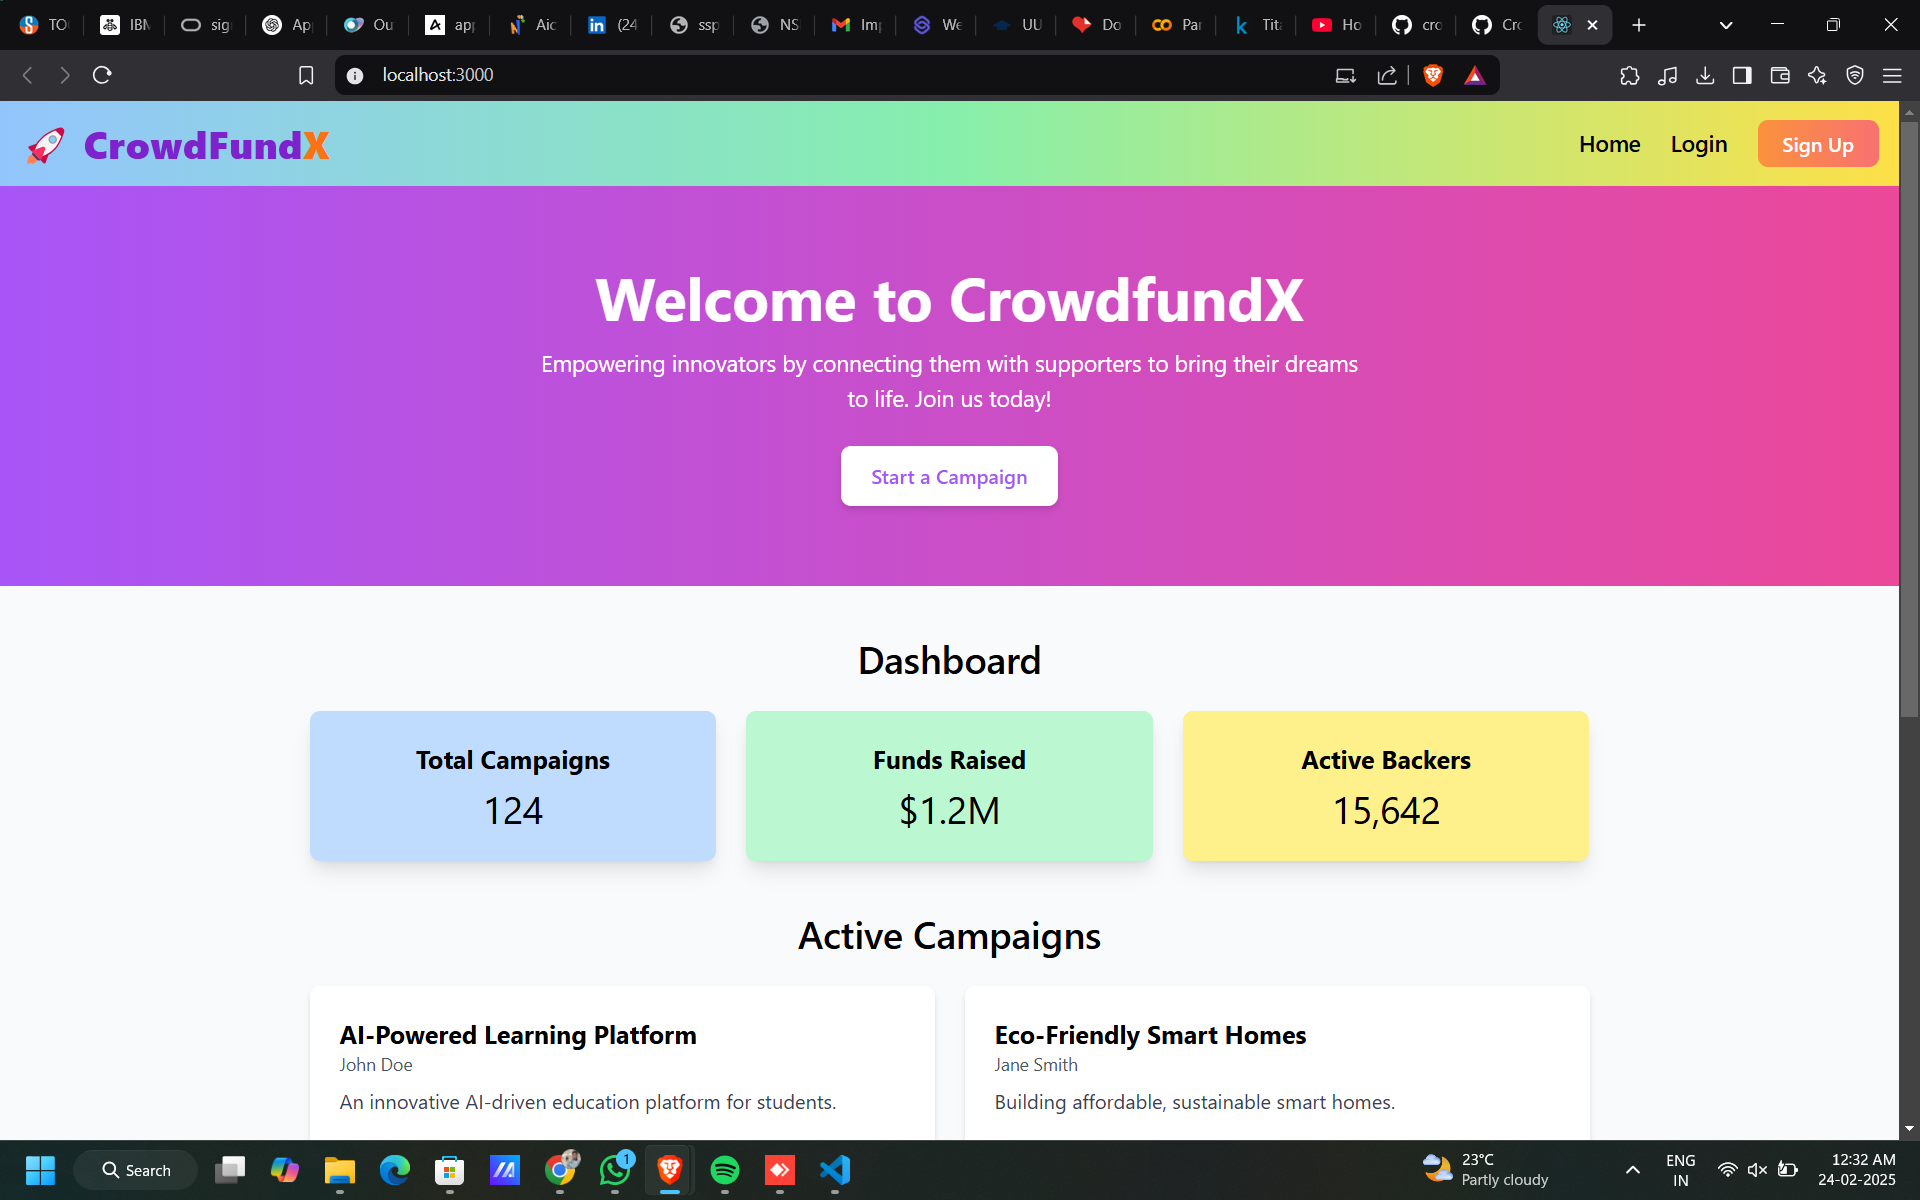 TO
IBM
sig
Ap
Ou
app
Aic
(24
ssp
NS
Im
We
UU
Do
Par
Tita
Ho
cro
Cro
localhost:3000
CrowdFundX
Home
Login
Sign Up
Welcome to CrowdfundX
Empowering innovators by connecting them with supporters to bring their dreams
to life. Join us today!
Start a Campaign
Dashboard
Total Campaigns
124
Funds Raised
$1.2M
Active Backers
15,642
Active Campaigns
AI-Powered Learning Platform
John Doe
An innovative AI-driven education platform for students.
Eco-Friendly Smart Homes
Jane Smith
Building affordable, sustainable smart homes.
Search
1
23°C
Partly cloudy
ENG
IN
12:32 AM
24-02-2025